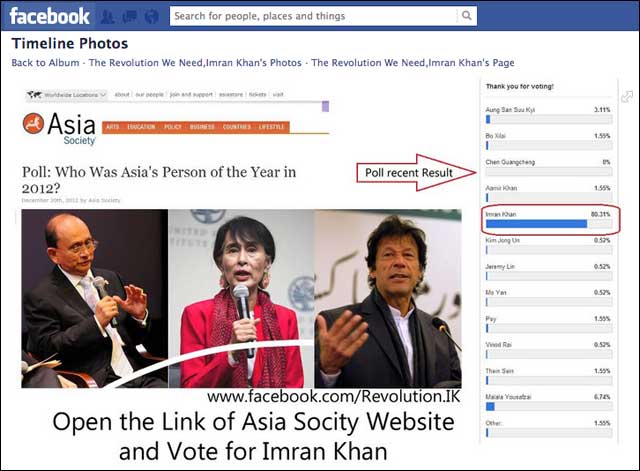 facebook
Search for people, places and things
Timeline Photos
Back to Album · The Revolution We Need,Imran Khan's Photos · The Revolution We Need,Imran Khan's Page
Worldwide Locations
about our people join and support asiastore tickets visit
Asia
Society
ARTS EDUCATION POLICY BUSINESS COUNTRIES LIFESTYLE
Poll: Who Was Asia's Person of the Year in
2012?
December 20th, 2012 by Asia Society
Poll recent Result
www.facebook.com/Revolution.IK
Open the Link of Asia Socity Website
and Vote for Imran Khan
Thank you for voting!
Aung San Suu Kyi 3.11%
Bo Xilai 1.55%
Chen Guangcheng 0%
Aamir Khan 1.55%
Imran Khan 80.31%
Kim Jong Un 0.52%
Jeremy Lin 0.52%
Mo Yan 0.52%
Psy 1.55%
Vinod Rai 0.52%
Thein Sein 1.55%
Malala Yousafzai 6.74%
Other: 1.55%